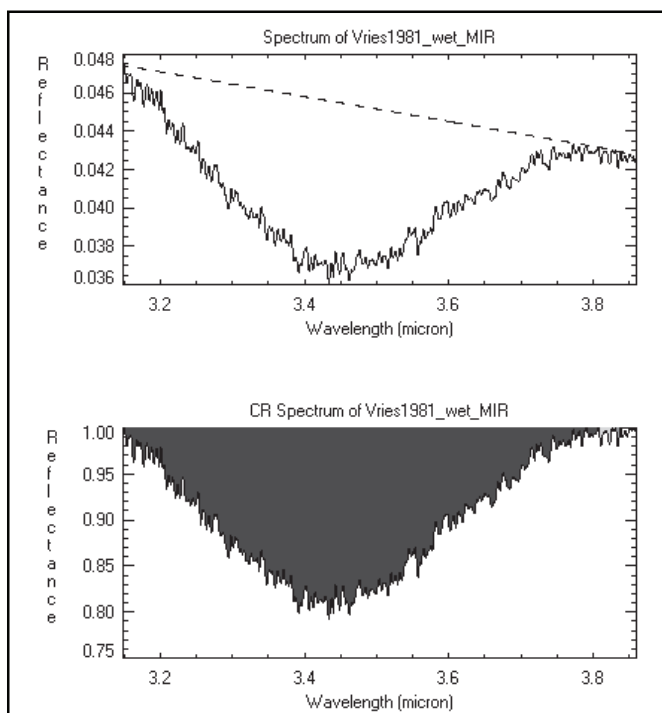 Spectrum of Vries1981_wet_MIR
Reflectance
0.048
0.046
0.044
0.042
0.040
0.038
0.036
3.2 3.4 3.6 3.8
Wavelength (micron)
CR Spectrum of Vries1981_wet_MIR
Reflectance
1.00
0.95
0.90
0.85
0.80
0.75
3.2 3.4 3.6 3.8
Wavelength (micron)